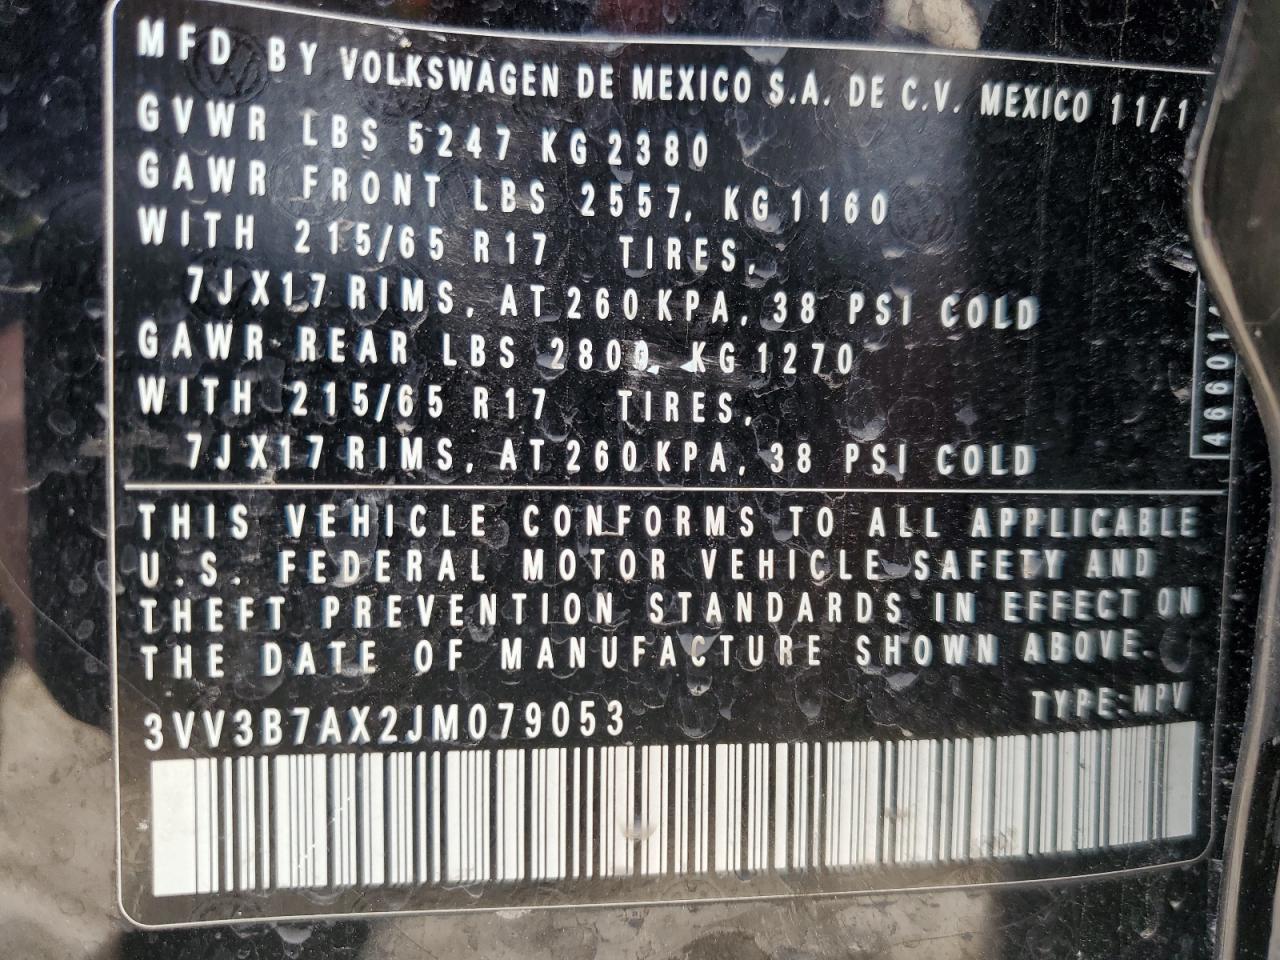 MFD BY VOLKSWAGEN DE MEXICO S.A. DE C.V. MEXICO 11/1
GVWR LBS 5247 KG 2380
GAWR FRONT LBS 2557, KG 1160
WITH 215/65 R17 TIRES,
7JX17 RIMS, AT 260 KPA, 38 PSI COLD
GAWR REAR LBS 2800, KG 1270
WITH 215/65 R17 TIRES,
7JX17 RIMS, AT 260 KPA, 38 PSI COLD
THIS VEHICLE CONFORMS TO ALL APPLICABLE
U.S. FEDERAL MOTOR VEHICLE SAFETY AND
THEFT PREVENTION STANDARDS IN EFFECT ON
THE DATE OF MANUFACTURE SHOWN ABOVE.
3VV3B7AX2JM079053 TYPE: MPV